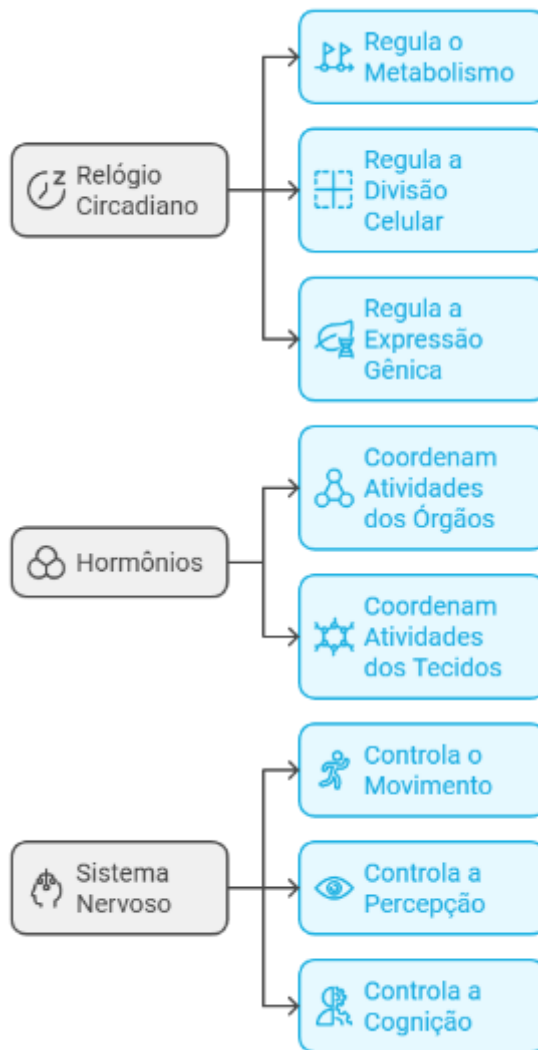 Regula o
Metabolismo
Relógio
Circadiano
Regula a
Divisão
Celular
Regula a
Expressão
Gênica
Coordenam
Atividades
dos Órgãos
Hormônios
Coordenam
Atividades
dos Tecidos
Controla o
Movimento
Sistema
Nervoso
Controla a
Percepção
Controla a
Cognição